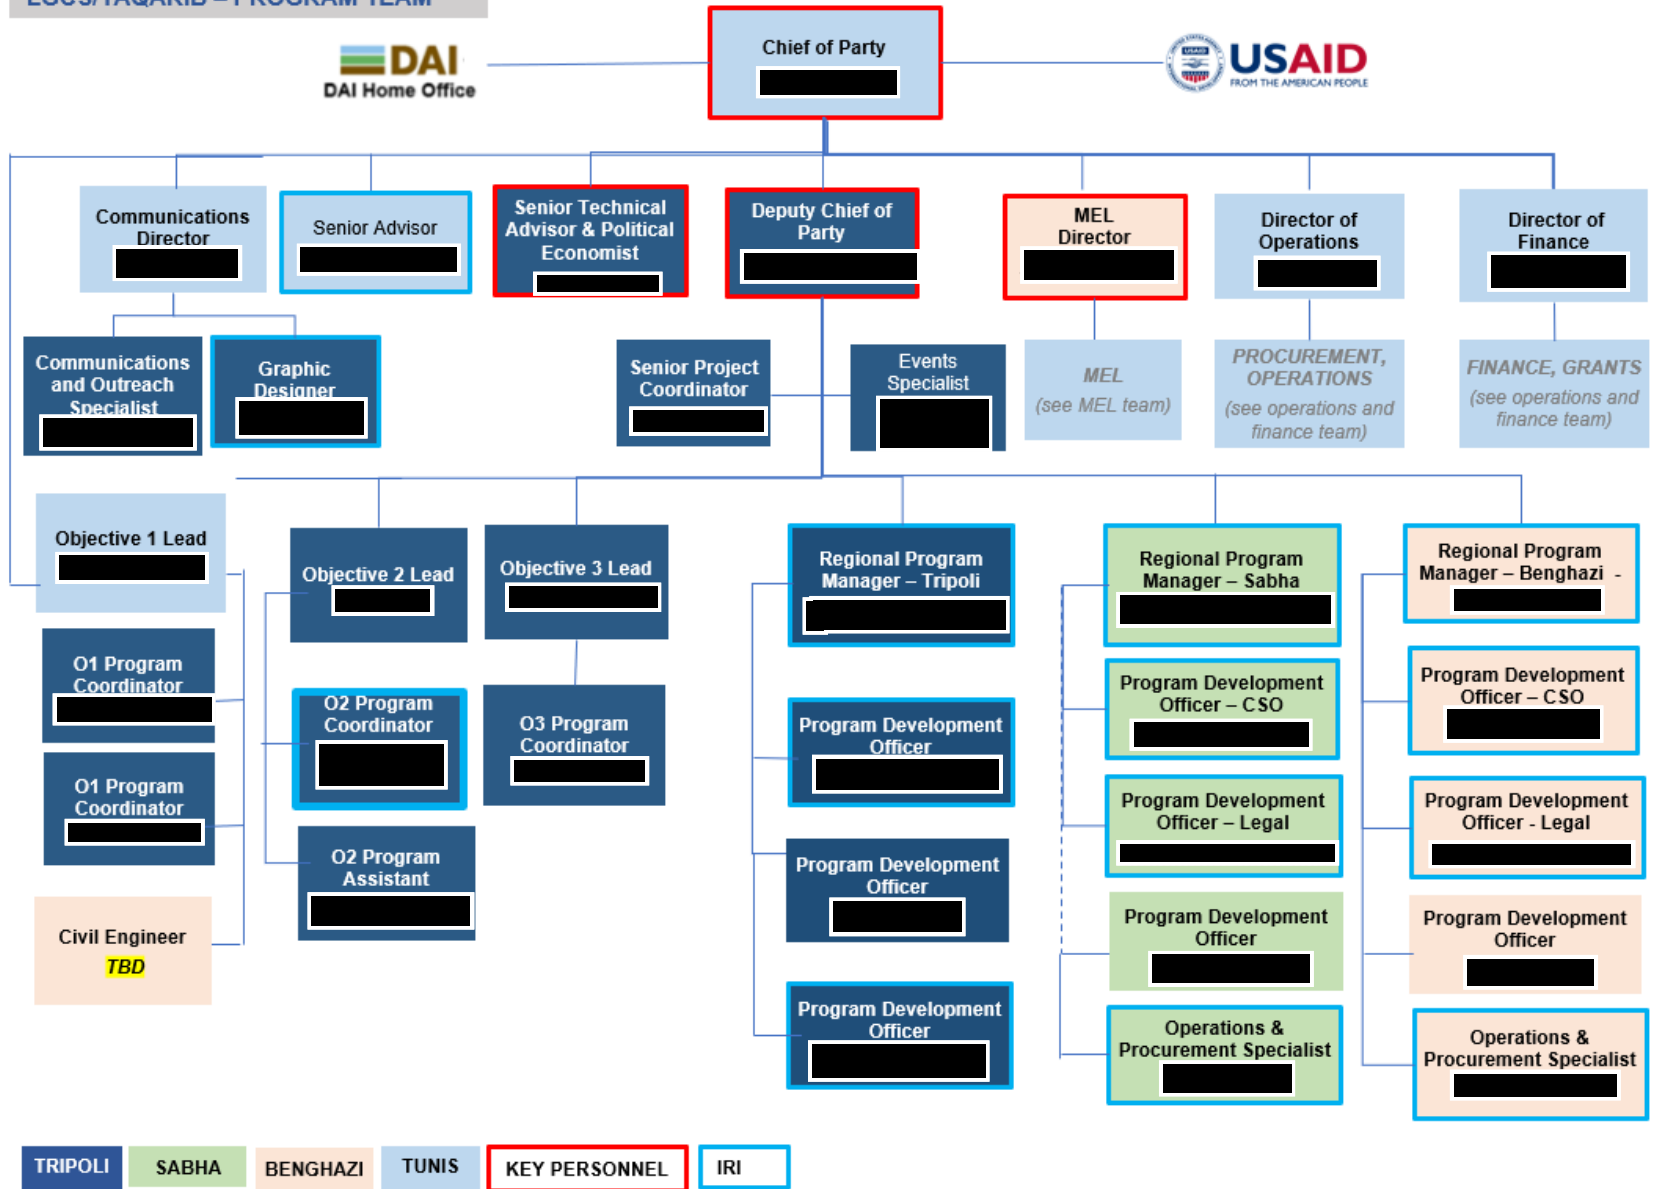 LGCS/TAQARIB – PROGRAM TEAM
DAI
DAI Home Office
Chief of Party
USAID
FROM THE AMERICAN PEOPLE
Communications
Director
Senior Advisor
Senior Technical
Advisor & Political
Economist
Deputy Chief of
Party
MEL
Director
Director of
Operations
Director of
Finance
Communications
and Outreach
Specialist
Graphic
Designer
Senior Project
Coordinator
Events
Specialist
MEL
(see MEL team)
PROCUREMENT,
OPERATIONS
(see operations and
finance team)
FINANCE, GRANTS
(see operations and
finance team)
Objective 1 Lead
O1 Program
Coordinator
O1 Program
Coordinator
Civil Engineer
TBD
Objective 2 Lead
O2 Program
Coordinator
O2 Program
Assistant
Objective 3 Lead
O3 Program
Coordinator
Regional Program
Manager – Tripoli
Program Development
Officer
Program Development
Officer
Program Development
Officer
Regional Program
Manager – Sabha
Program Development
Officer – CSO
Program Development
Officer – Legal
Program Development
Officer
Operations &
Procurement Specialist
Regional Program
Manager – Benghazi -
Program Development
Officer – CSO
Program Development
Officer - Legal
Program Development
Officer
Operations &
Procurement Specialist
TRIPOLI
SABHA
BENGHAZI
TUNIS
KEY PERSONNEL
IRI